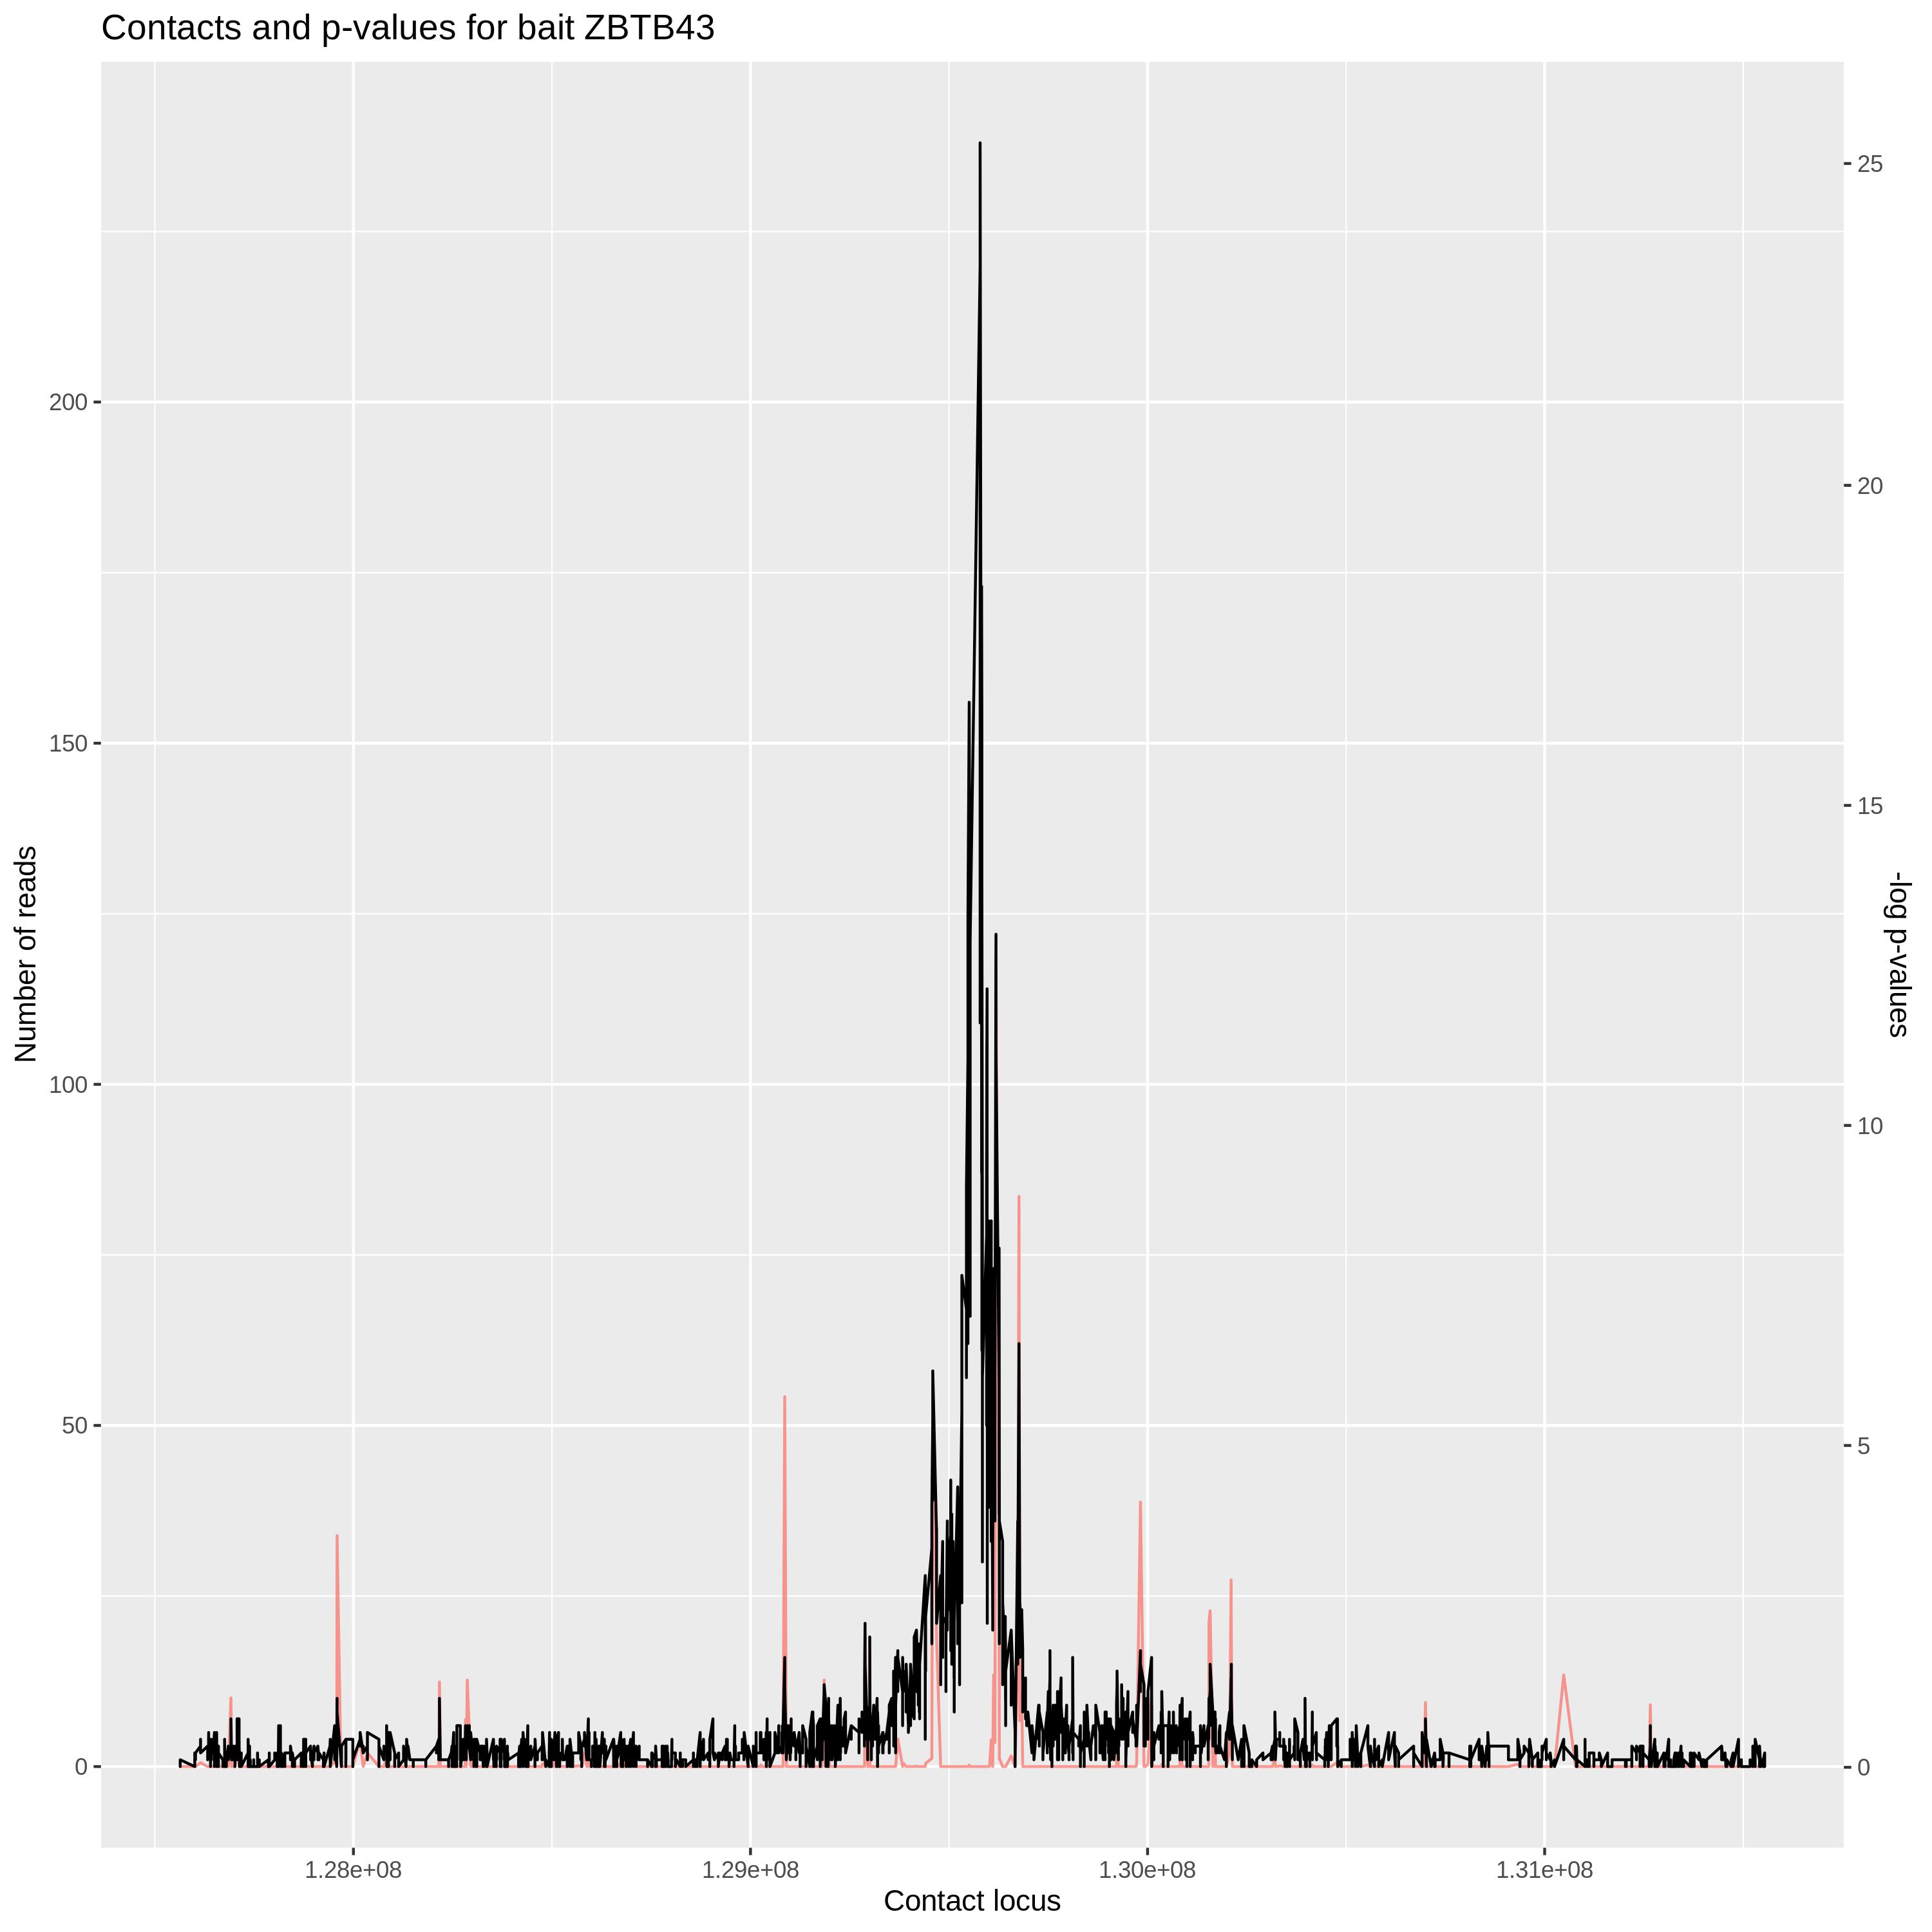 Contacts and p-values for bait ZBTB43
Number of reads
200
150
100
50
0
25
20
15
10
5
0
-log p-values
1.28e+08 1.29e+08 1.30e+08 1.31e+08
Contact locus